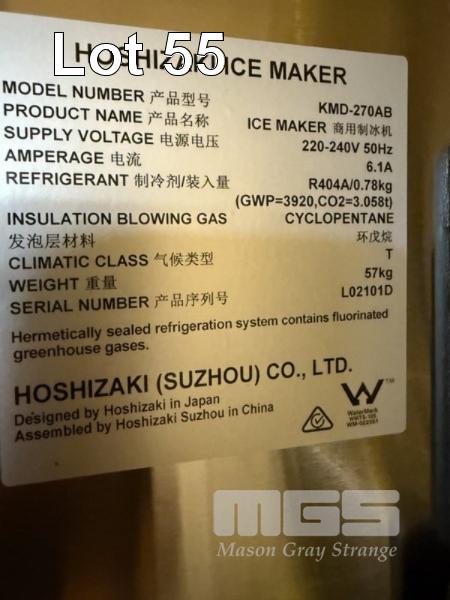 Lot 55
HOSHIZAKI ICE MAKER
MODEL NUMBER 产品型号 KMD-270AB
PRODUCT NAME 产品名称 ICE MAKER 商用制冰机
SUPPLY VOLTAGE 电源电压 220-240V 50Hz
AMPERAGE 电流 6.1A
REFRIGERANT 制冷剂/装入量 R404A/0.78kg
(GWP=3920,CO2=3.058t)
INSULATION BLOWING GAS CYCLOPENTANE
发泡层材料 环戊烷
CLIMATIC CLASS 气候类型 T
WEIGHT 重量 57kg
SERIAL NUMBER 产品序列号 L02101D
Hermetically sealed refrigeration system contains fluorinated
greenhouse gases.
HOSHIZAKI (SUZHOU) CO., LTD.
Designed by Hoshizaki in Japan
Assembled by Hoshizaki Suzhou in China
TM
WaterMark
WMTS-105
MGS
Mason Gray Strange